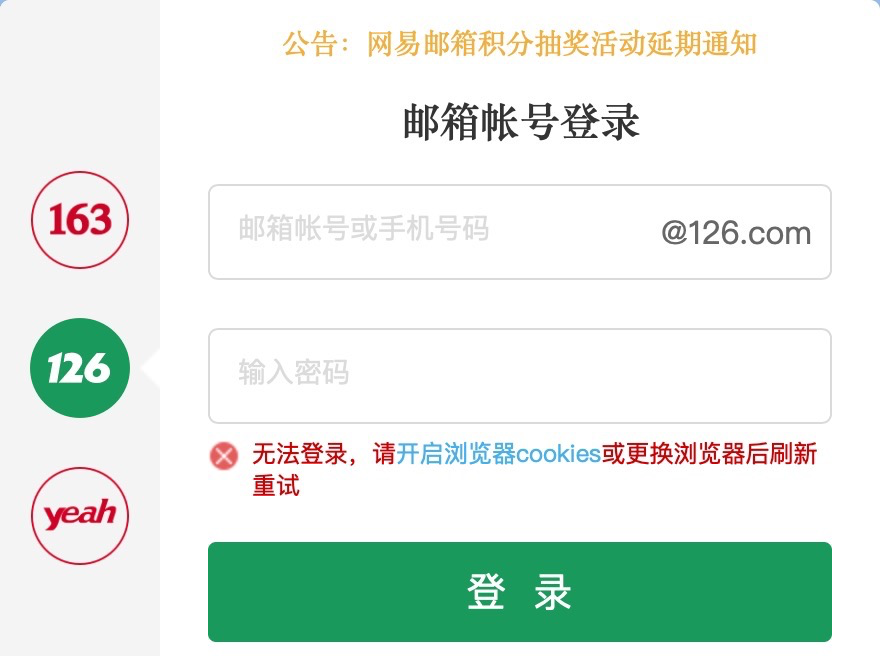 公告：网易邮箱积分抽奖活动延期通知
邮箱帐号登录
163
邮箱帐号或手机号码
@126.com
126
输入密码
无法登录，请开启浏览器cookies或更换浏览器后刷新
重试
yeah
登 录